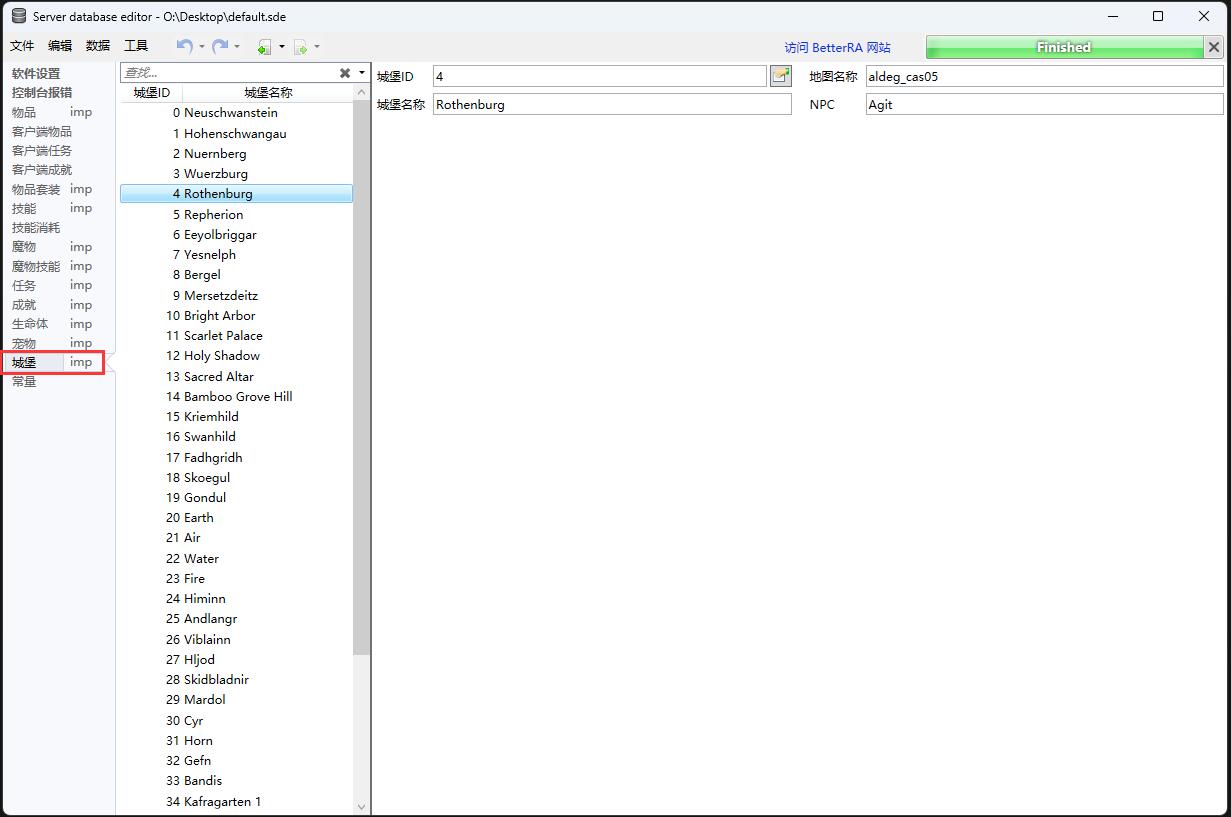 Server database editor - O:\Desktop\default.sde
文件 编辑 数据 工具 访问 BetterRA 网站 Finished
软件设置
控制台报错
物品 imp
客户端物品
客户端任务
客户端成就
物品套装 imp
技能 imp
技能消耗
魔物 imp
魔物技能 imp
任务 imp
成就 imp
生命体 imp
宠物 imp
城堡 imp
常量
查找...
城堡ID 城堡名称
0 Neuschwanstein
1 Hohenschwangau
2 Nuernberg
3 Wuerzburg
4 Rothenburg
5 Repherion
6 Eeyolbriggar
7 Yesnelph
8 Bergel
9 Mersetzdeitz
10 Bright Arbor
11 Scarlet Palace
12 Holy Shadow
13 Sacred Altar
14 Bamboo Grove Hill
15 Kriemhild
16 Swanhild
17 Fadhgridh
18 Skoegul
19 Gondul
20 Earth
21 Air
22 Water
23 Fire
24 Himinn
25 Andlangr
26 Viblainn
27 Hljod
28 Skidbladnir
29 Mardol
30 Cyr
31 Horn
32 Gefn
33 Bandis
34 Kafragarten 1
城堡ID 4 地图名称 aldeg_cas05
城堡名称 Rothenburg NPC Agit